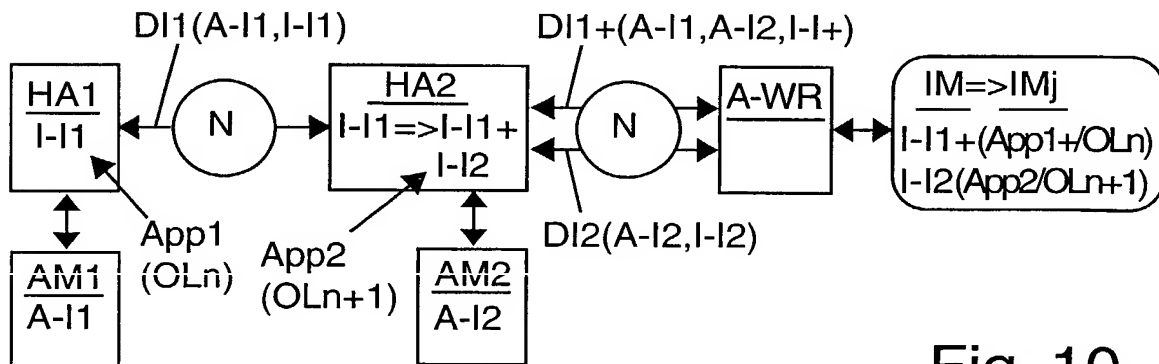 DI1(A-I1,I-I1)
DI1+(A-I1,A-I2,I-I+)
HA1
I-I1
N
HA2
I-I1=>I-I1+
I-I2
N
A-WR
IM=>IMj
I-I1+(App1+/OLn)
I-I2(App2/OLn+1)
App1
(OLn)
App2
(OLn+1)
DI2(A-I2,I-I2)
AM1
A-I1
AM2
A-I2
Fig. 10